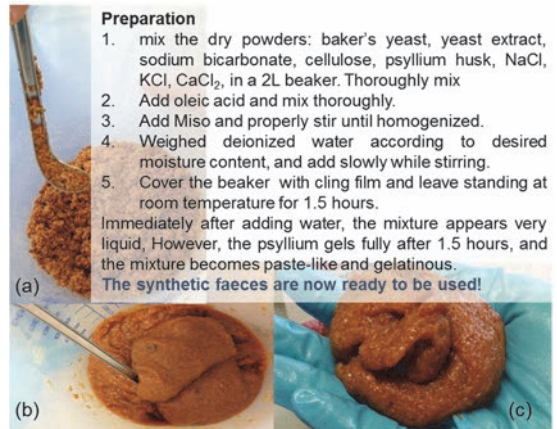 Preparation
1. mix the dry powders: baker's yeast, yeast extract,
sodium bicarbonate, cellulose, psyllium husk, NaCl,
KCl, CaCl₂, in a 2L beaker. Thoroughly mix
2. Add oleic acid and mix thoroughly.
3. Add Miso and properly stir until homogenized.
4. Weighed deionized water according to desired
moisture content, and add slowly while stirring.
5. Cover the beaker with cling film and leave standing at
room temperature for 1.5 hours.
Immediately after adding water, the mixture appears very
liquid, However, the psyllium gels fully after 1.5 hours, and
the mixture becomes paste-like and gelatinous.
The synthetic faeces are now ready to be used!
(a)
(b)
(c)